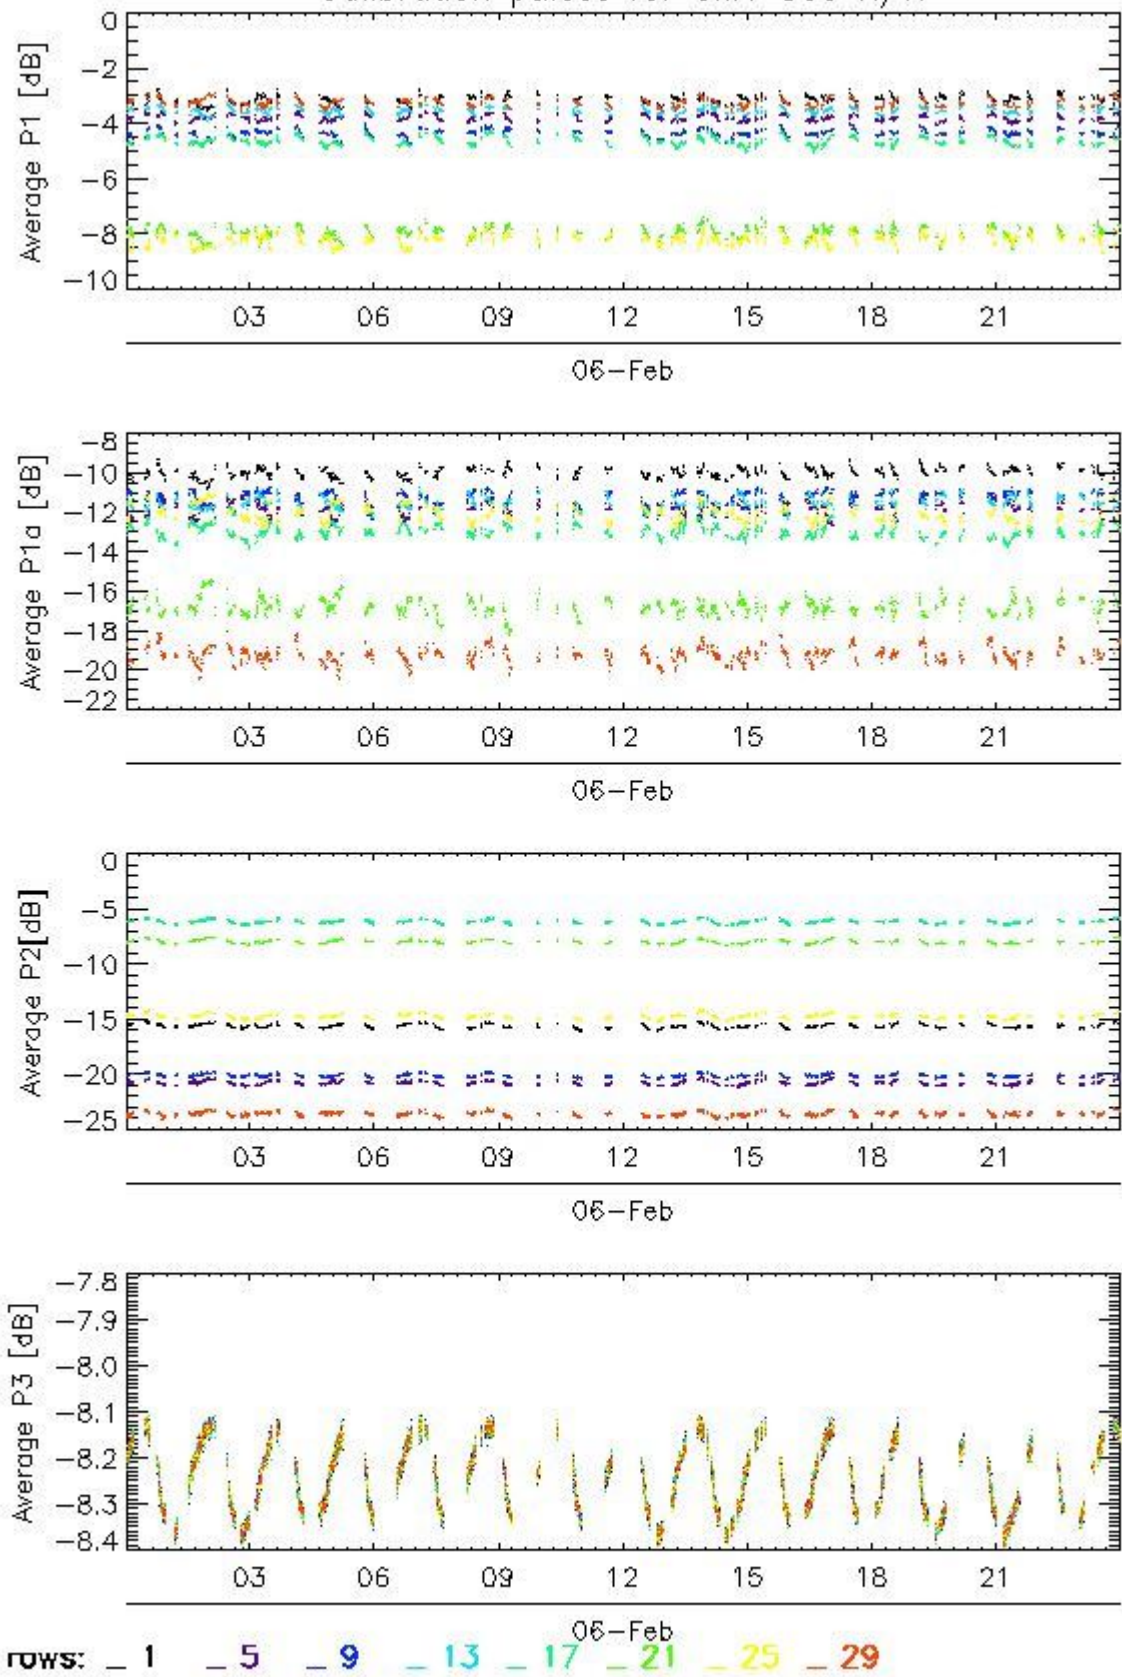 Calibration pulses for
0
−2
−4
−6
−8
−10
Average P1 [dB]
03 06 09 12 15 18 21
06−Feb
−8
−10
−12
−14
−16
−18
−20
−22
Average P1a [dB]
03 06 09 12 15 18 21
06−Feb
0
−5
−10
−15
−20
−25
Average P2[dB]
03 06 09 12 15 18 21
06−Feb
−7.8
−7.9
−8.0
−8.1
−8.2
−8.3
−8.4
Average P3 [dB]
03 06 09 12 15 18 21
06−Feb
rows: _ 1 _ 5 _ 9 _ 13 _ 17 _ 21 _ 25 _ 29